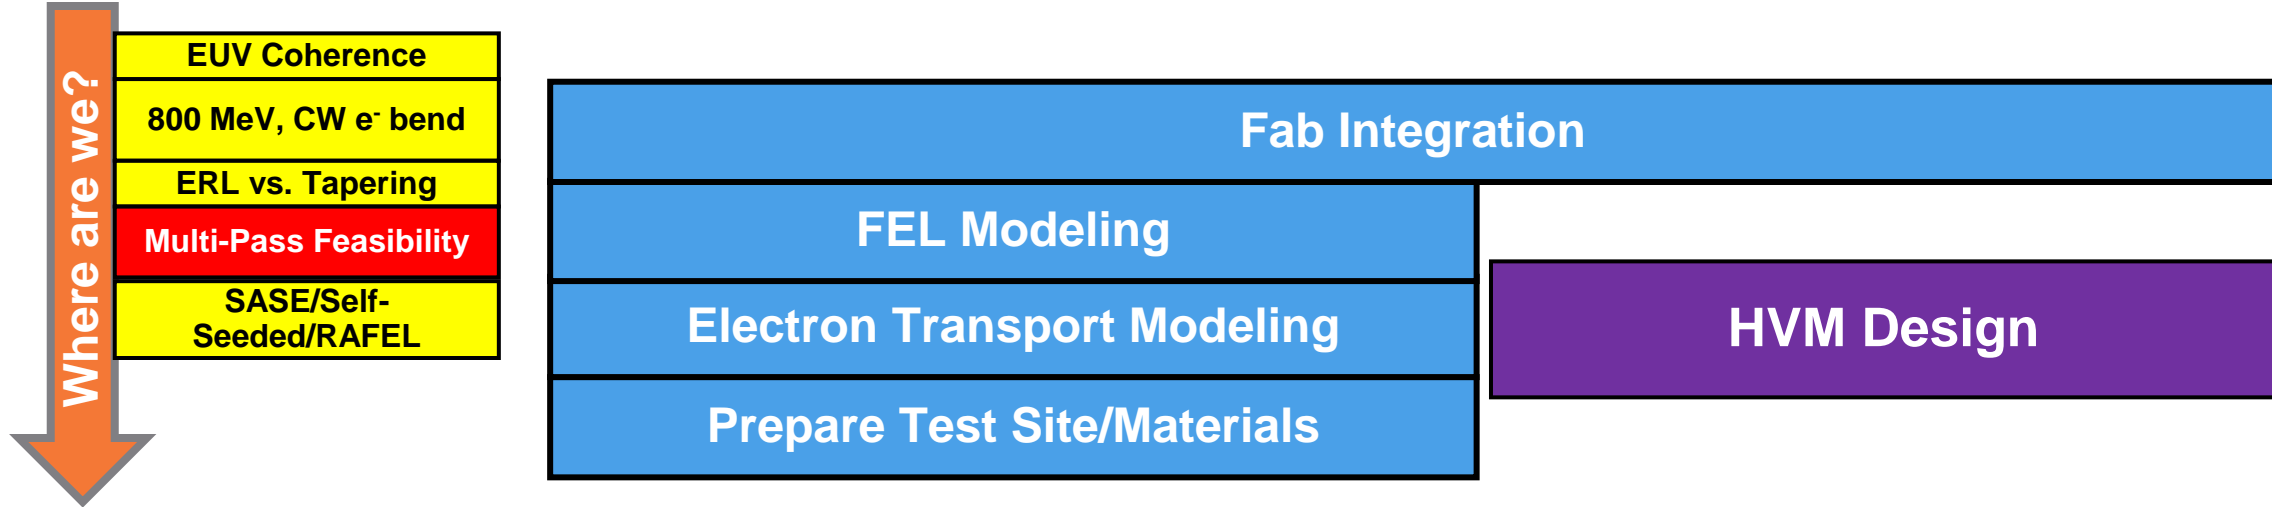 Where are we?
EUV Coherence
800 MeV, CW e- bend
ERL vs. Tapering
Multi-Pass Feasibility
SASE/Self-
Seeded/RAFEL
Fab Integration
FEL Modeling
Electron Transport Modeling
Prepare Test Site/Materials
HVM Design